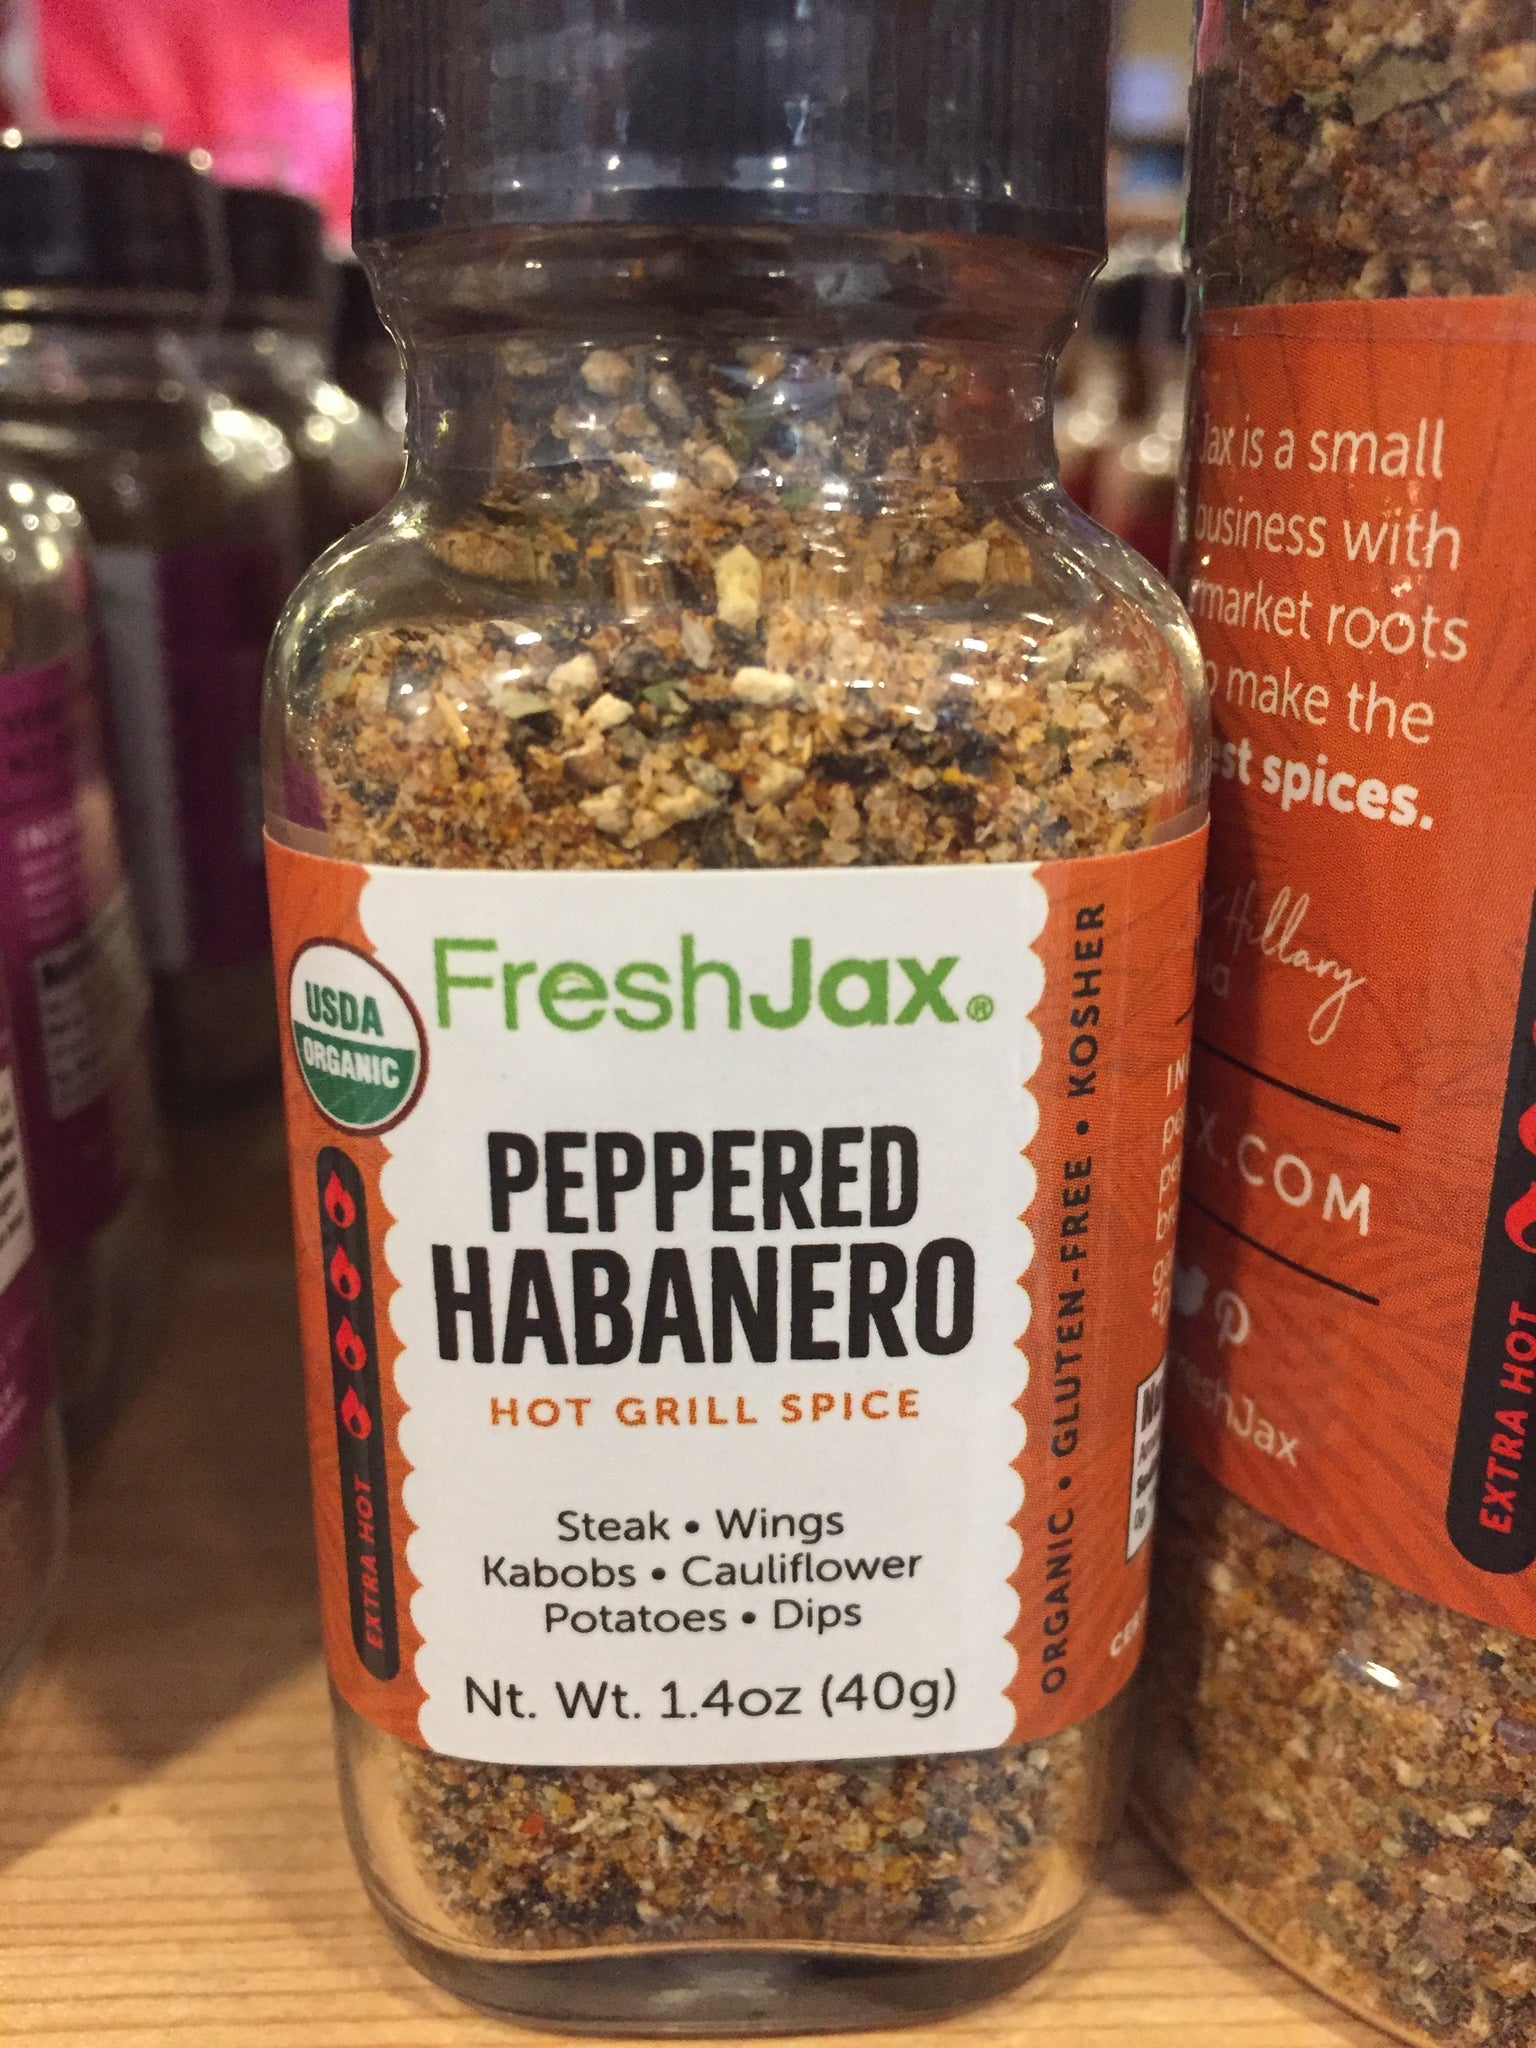 FreshJax®
USDA
ORGANIC
PEPPERED
HABANERO
HOT GRILL SPICE
Steak • Wings
Kabobs • Cauliflower
Potatoes • Dips
Nt. Wt. 1.4oz (40g)
EXTRA HOT
ORGANIC • GLUTEN-FREE • KOSHER
Jax is a small
business with
market roots
make the
spices.
Hillary
.COM
EXTRA HOT